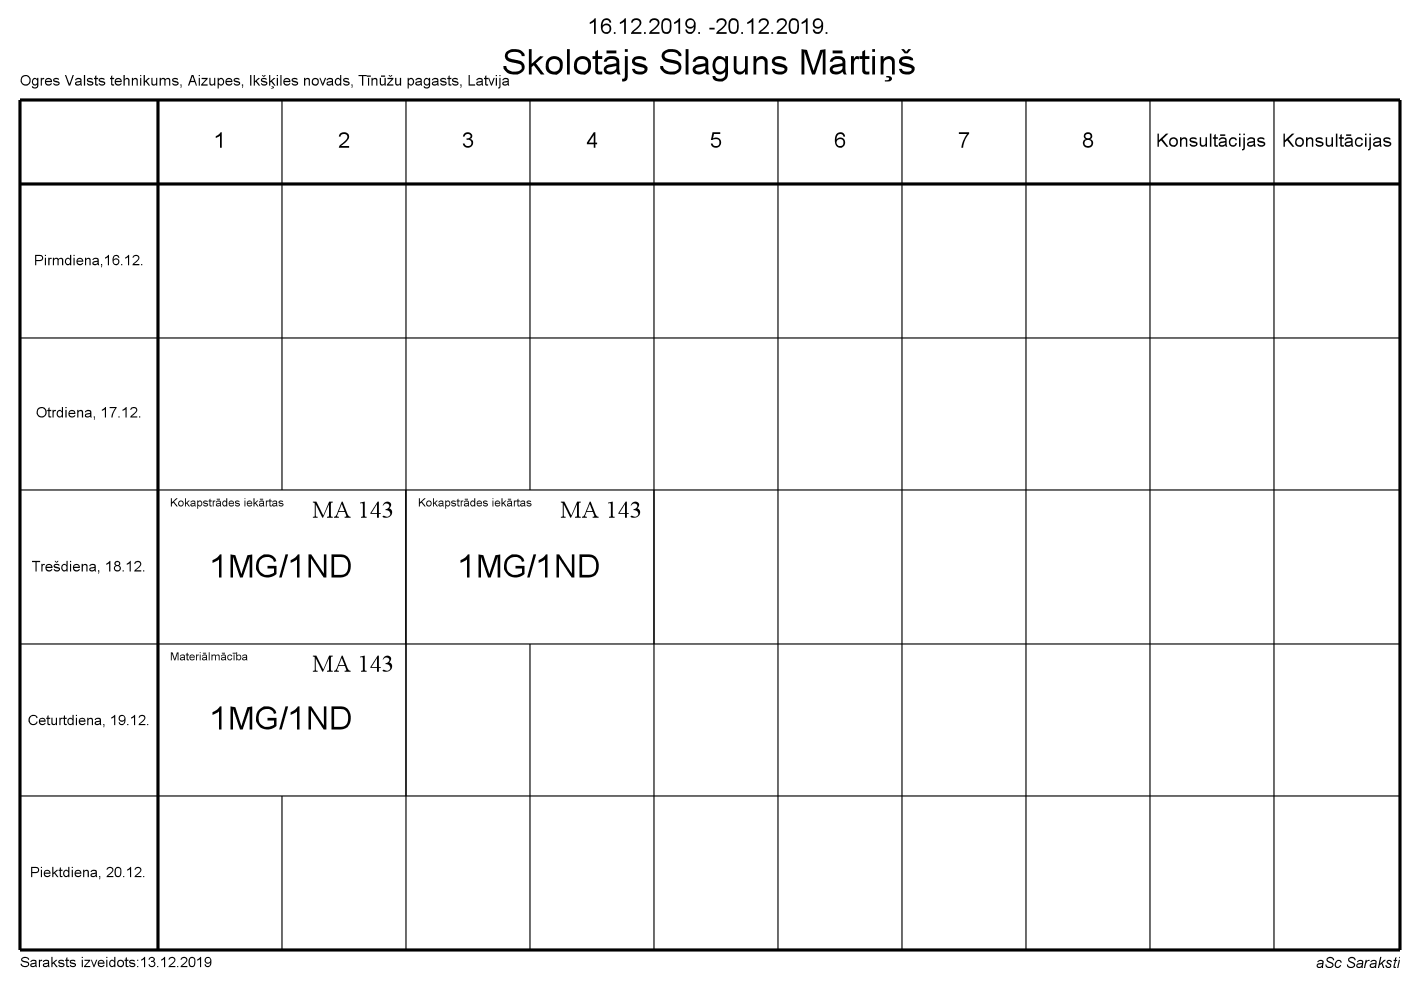 16.12.2019. -20.12.2019.
Skolotājs Slaguns Mārtiņš
Ogres Valsts tehnikums, Aizupes, Ikšķiles novads, Tīnūžu pagasts, Latvija
1 2 3 4 5 6 7 8 Konsultācijas Konsultācijas
Pirmdiena,16.12.
Otrdiena, 17.12.
Kokapstrādes iekārtas MA 143 Kokapstrādes iekārtas MA 143
Trešdiena, 18.12. 1MG/1ND 1MG/1ND
Materiālmācība MA 143
Ceturtdiena, 19.12. 1MG/1ND
Piektdiena, 20.12.
Saraksts izveidots:13.12.2019 aSc Saraksti